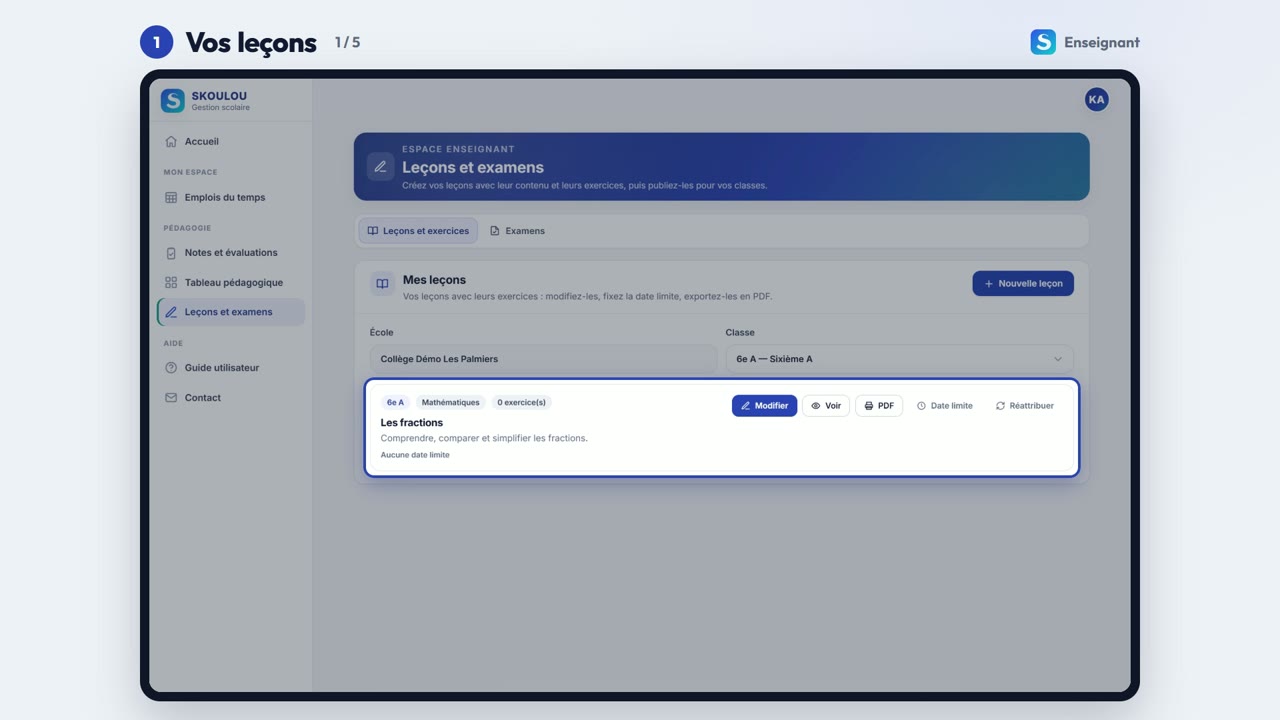 1 Vos leçons 1 / 5
Enseignant
SKOULOU
Gestion scolaire
KA
Accueil
MON ESPACE
Emplois du temps
PÉDAGOGIE
Notes et évaluations
Tableau pédagogique
Leçons et examens
AIDE
Guide utilisateur
Contact
ESPACE ENSEIGNANT
Leçons et examens
Créez vos leçons avec leur contenu et leurs exercices, puis publiez-les pour vos classes.
Leçons et exercices Examens
Mes leçons
Vos leçons avec leurs exercices : modifiez-les, fixez la date limite, exportez-les en PDF.
+ Nouvelle leçon
École
Collège Démo Les Palmiers
Classe
6e A — Sixième A
6e A Mathématiques 0 exercice(s)
Modifier Voir PDF Date limite Réattribuer
Les fractions
Comprendre, comparer et simplifier les fractions.
Aucune date limite